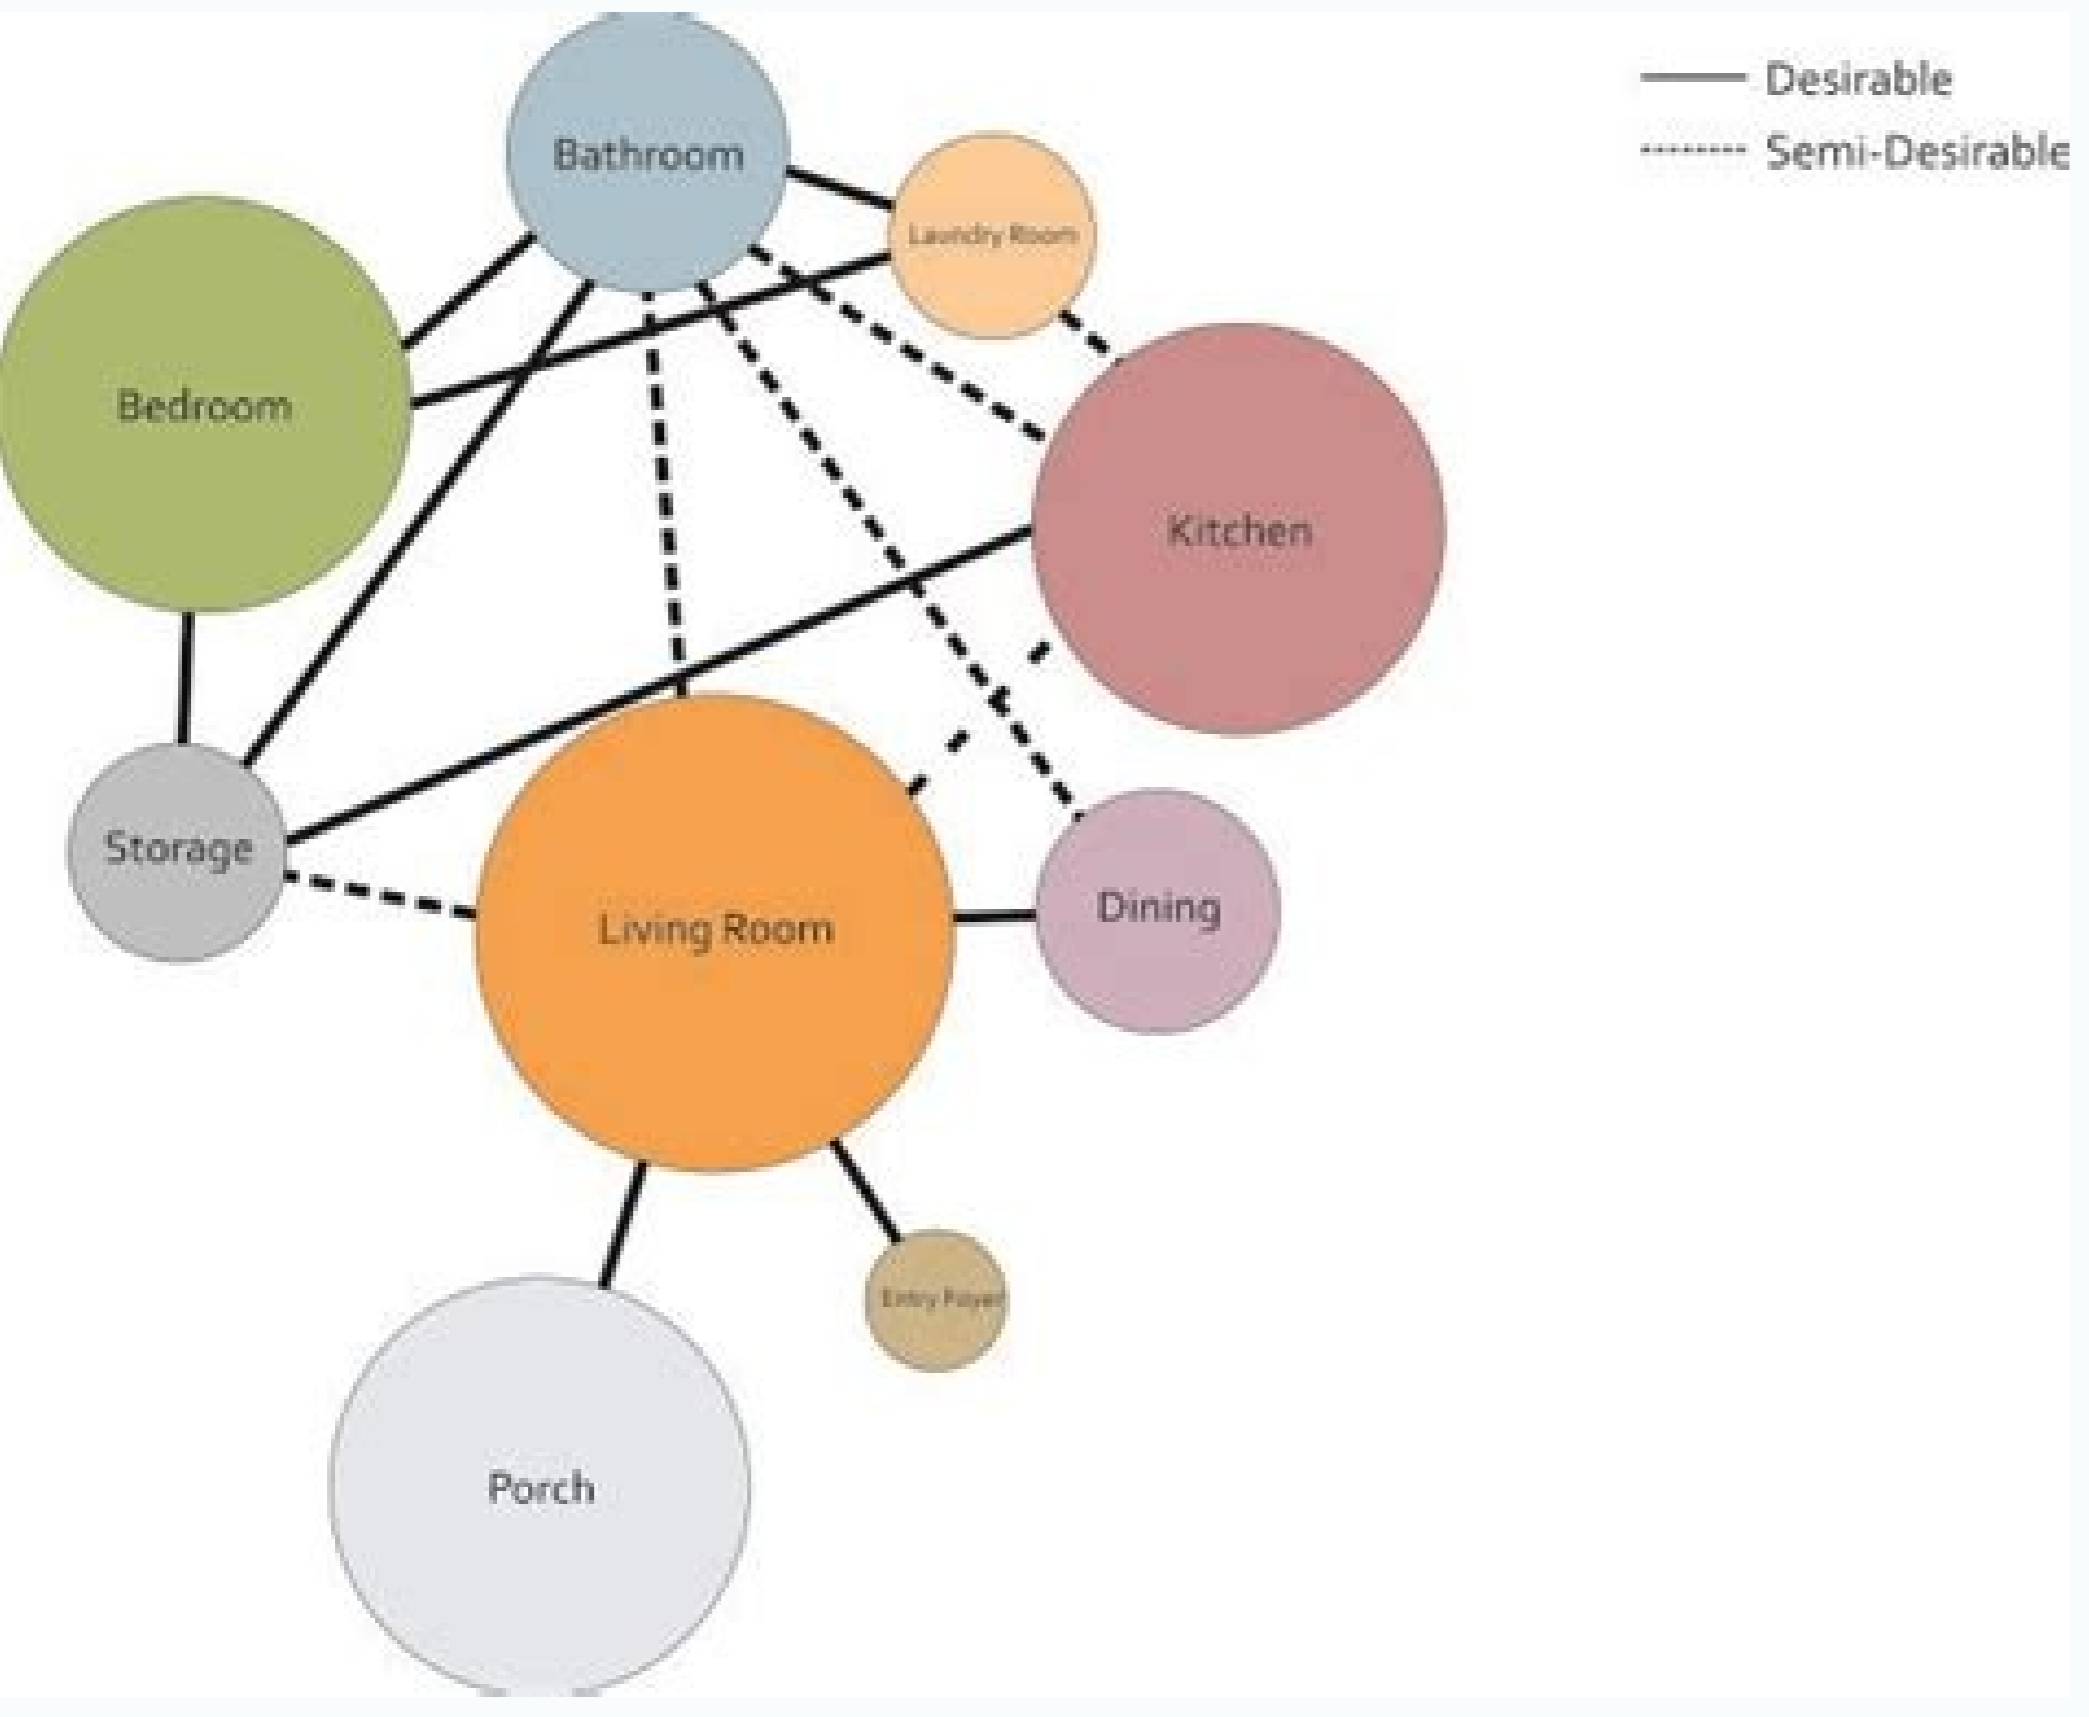 Desirable
Semi-Desirable
Bathroom
Laundry Room
Bedroom
Kitchen
Storage
Living Room
Dining
Entry Foyer
Porch